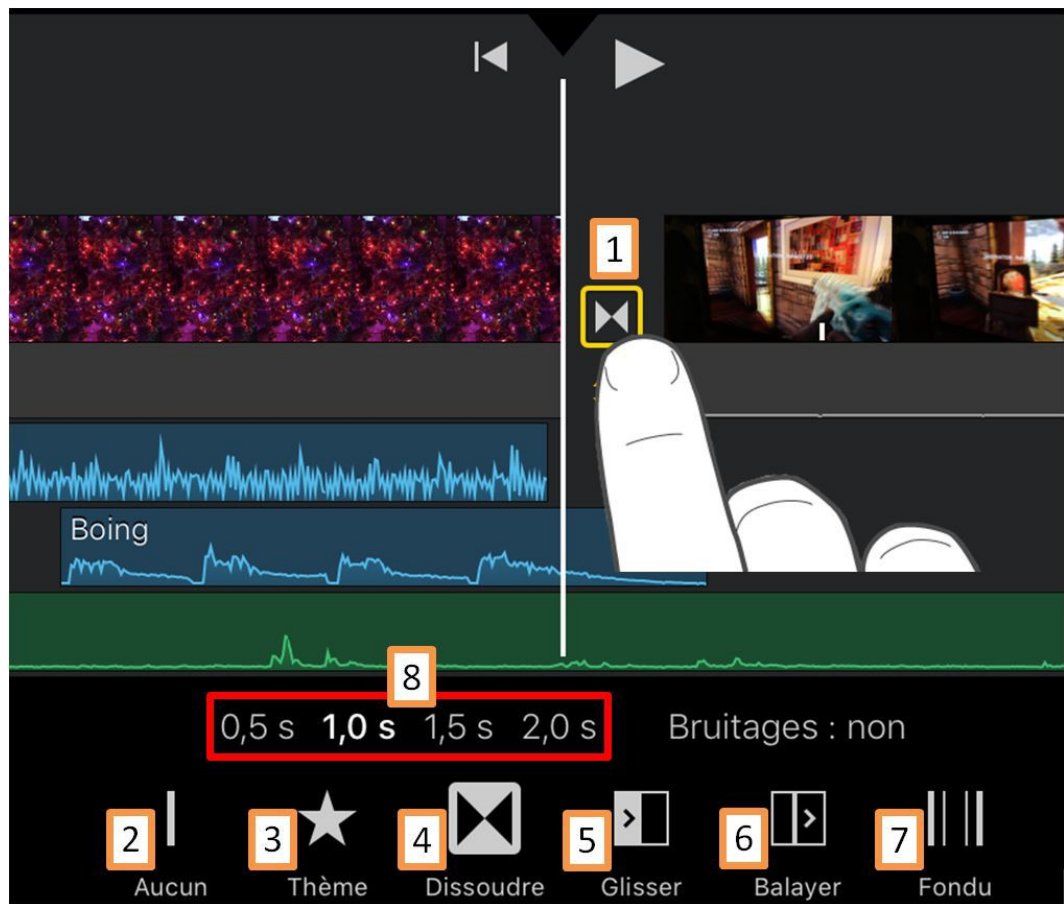 1
Boing
8
0,5 s 1,0 s 1,5 s 2,0 s Bruitages : non
2 3 4 5 6 7
Aucun Thème Dissoudre Glisser Balayer Fondu